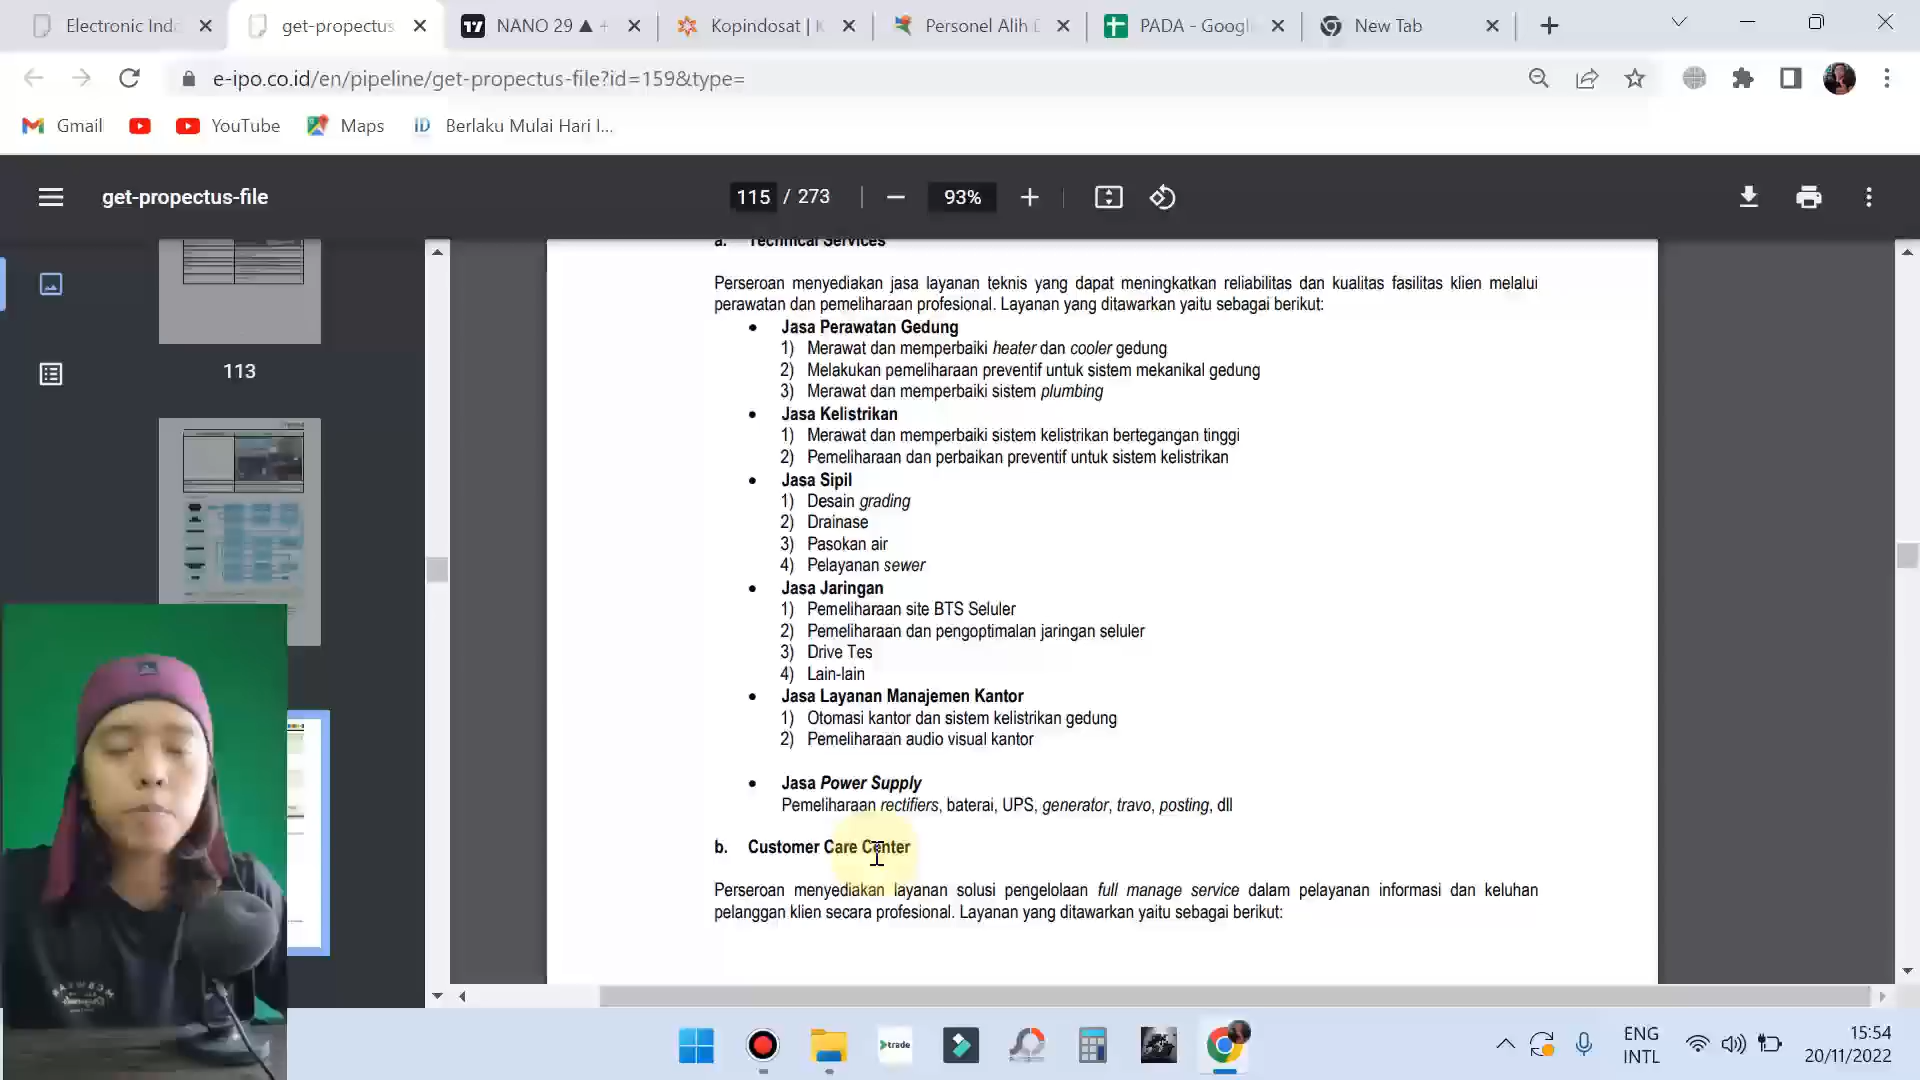 Electronic Indo
get-propectus
NANO 29 ▲ +
Kopindosat | K
Personel Alih D
PADA - Google
New Tab
e-ipo.co.id/en/pipeline/get-propectus-file?id=159&type=
Gmail
YouTube
Maps
Berlaku Mulai Hari I...
get-propectus-file
115 / 273
93%
113
a. Technical Services
Perseroan menyediakan jasa layanan teknis yang dapat meningkatkan reliabilitas dan kualitas fasilitas klien melalui
perawatan dan pemeliharaan profesional. Layanan yang ditawarkan yaitu sebagai berikut:
• Jasa Perawatan Gedung
1) Merawat dan memperbaiki heater dan cooler gedung
2) Melakukan pemeliharaan preventif untuk sistem mekanikal gedung
3) Merawat dan memperbaiki sistem plumbing
• Jasa Kelistrikan
1) Merawat dan memperbaiki sistem kelistrikan bertegangan tinggi
2) Pemeliharaan dan perbaikan preventif untuk sistem kelistrikan
• Jasa Sipil
1) Desain grading
2) Drainase
3) Pasokan air
4) Pelayanan sewer
• Jasa Jaringan
1) Pemeliharaan site BTS Seluler
2) Pemeliharaan dan pengoptimalan jaringan seluler
3) Drive Tes
4) Lain-lain
• Jasa Layanan Manajemen Kantor
1) Otomasi kantor dan sistem kelistrikan gedung
2) Pemeliharaan audio visual kantor
• Jasa Power Supply
Pemeliharaan rectifiers, baterai, UPS, generator, travo, posting, dll
b. Customer Care Center
Perseroan menyediakan layanan solusi pengelolaan full manage service dalam pelayanan informasi dan keluhan
pelanggan klien secara profesional. Layanan yang ditawarkan yaitu sebagai berikut:
trade
ENG
INTL
15:54
20/11/2022